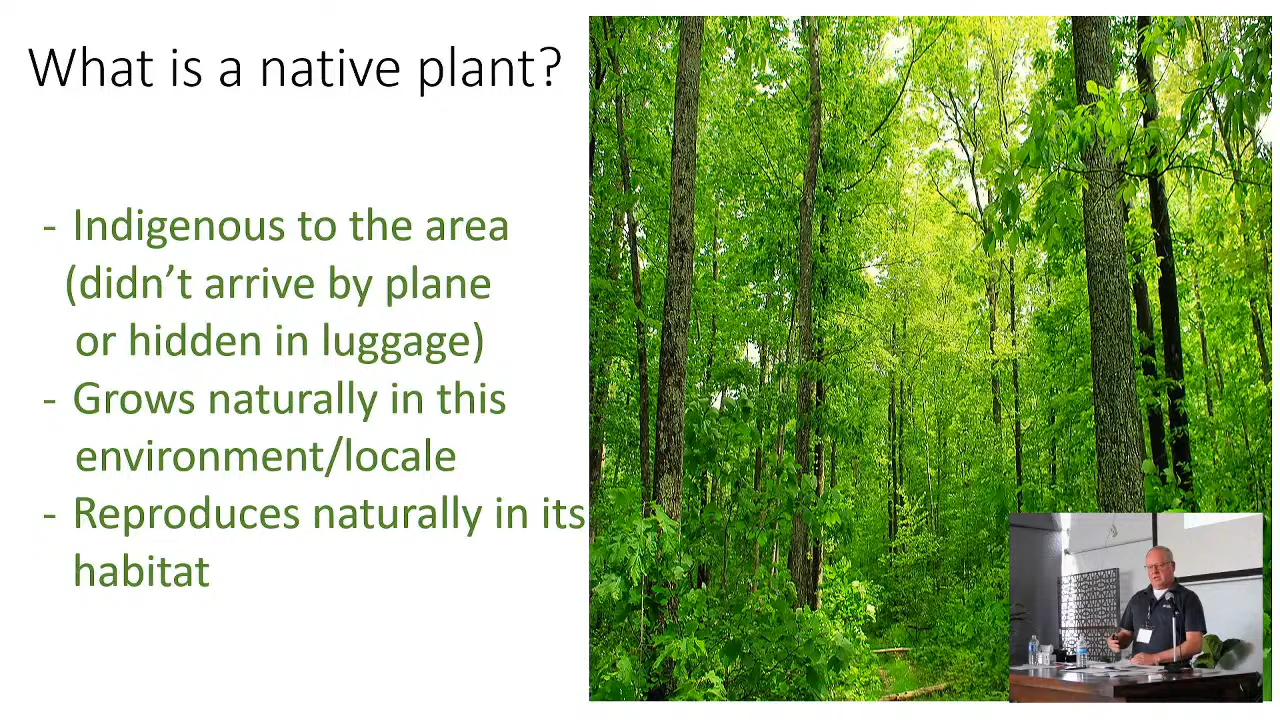 What is a native plant?
- Indigenous to the area
(didn’t arrive by plane
or hidden in luggage)
- Grows naturally in this
environment/locale
- Reproduces naturally in its
habitat